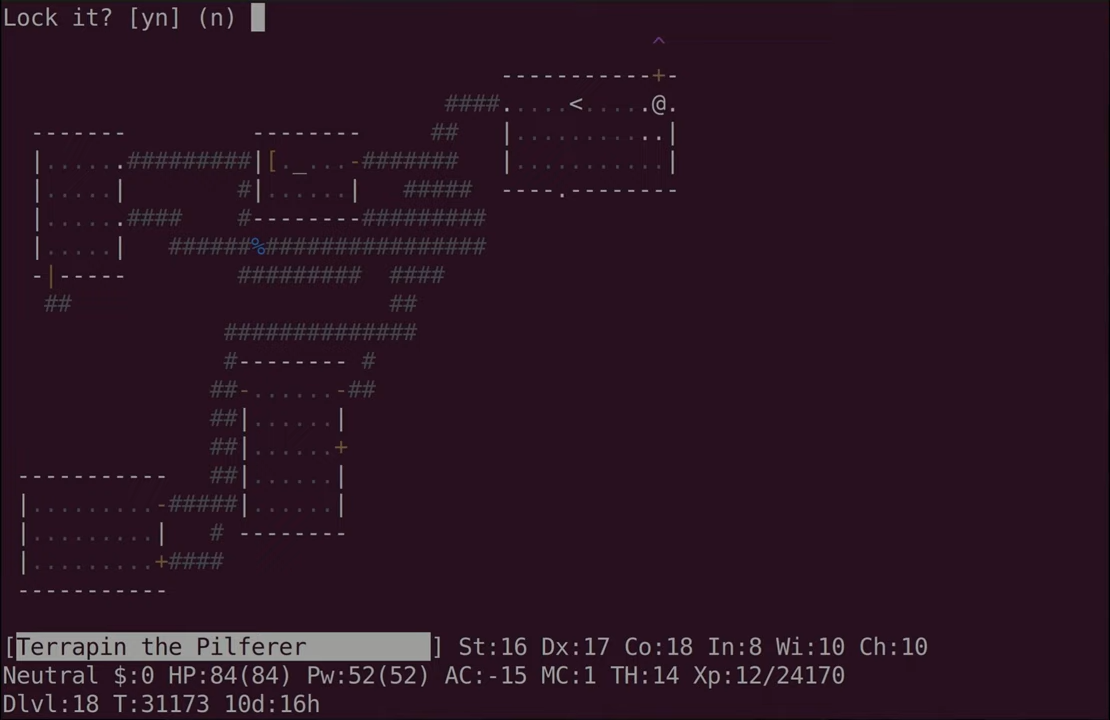 Lock it? [yn] (n)
^
-----------+-
####.....<.....@.
------- -------- ## |...........|
|......#########|[._...-####### |...........|
|.....| #|......| ##### ----.--------
|......#### #--------#########
|.....| ######%###############
-|----- ######### ####
## ##
#############
#-------- #
##-......-##
##|......|
##|......+
----------- ##|......|
|.........-#####|......|
|.........| # --------
|.........+####
-----------
[Terrapin the Pilferer ] St:16 Dx:17 Co:18 In:8 Wi:10 Ch:10
Neutral $:0 HP:84(84) Pw:52(52) AC:-15 MC:1 TH:14 Xp:12/24170
Dlvl:18 T:31173 10d:16h